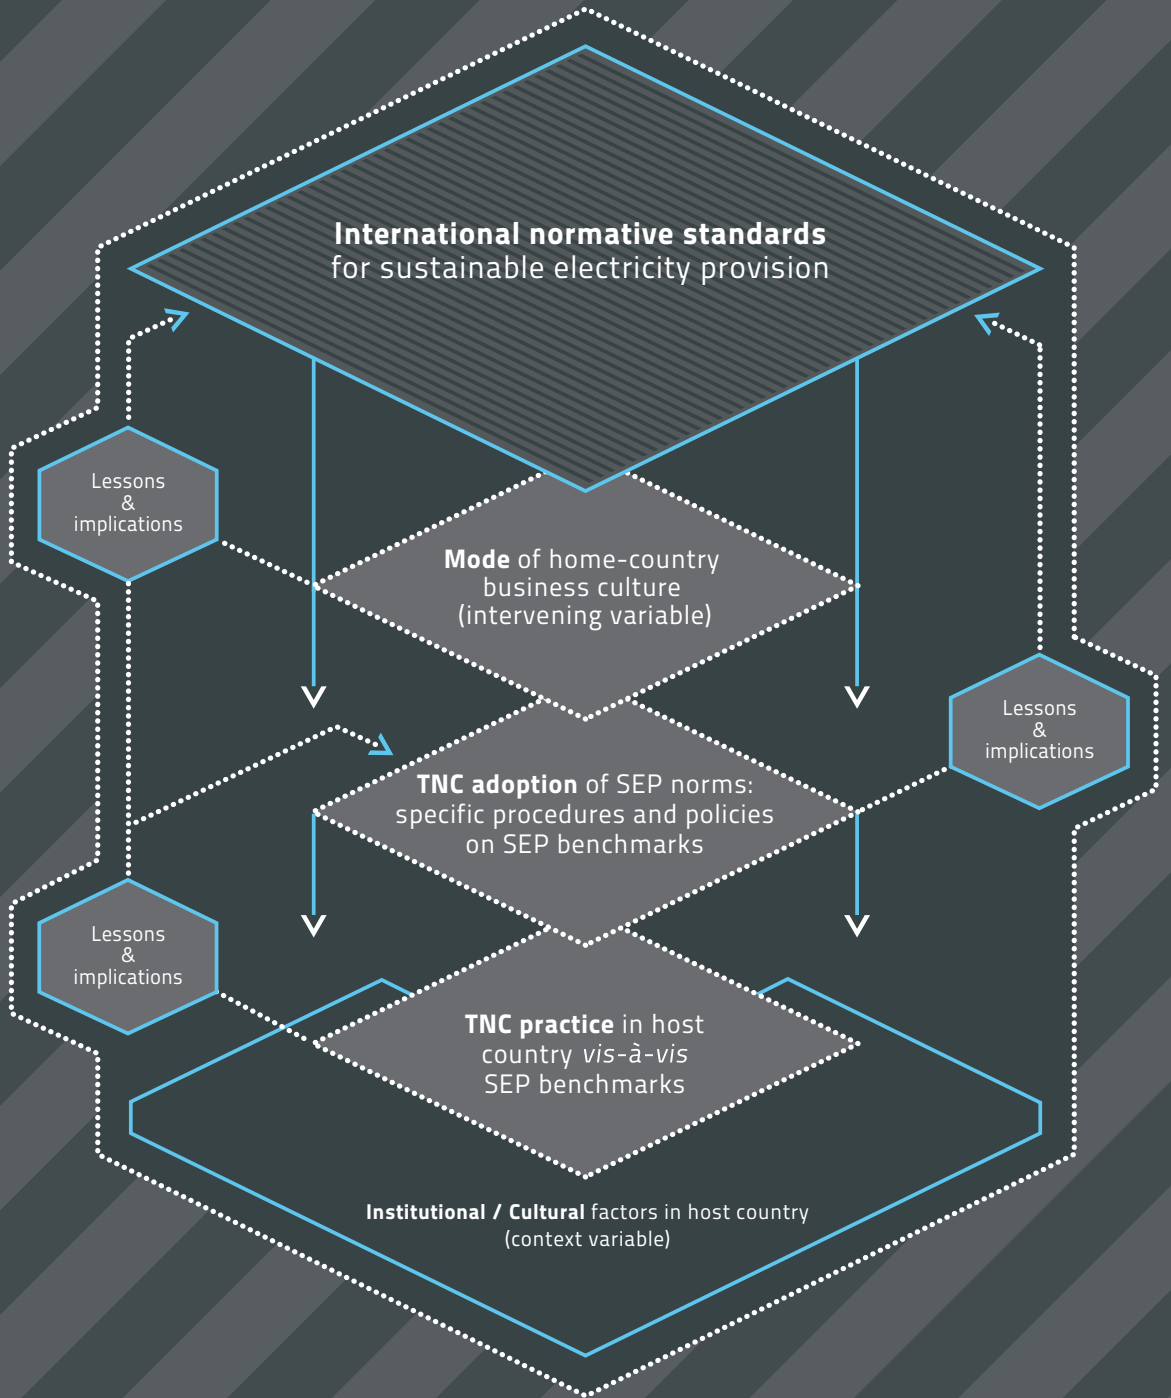 International normative standards
for sustainable electricity provision
Lessons
&
implications
Mode of home-country
business culture
(intervening variable)
Lessons
&
implications
TNC adoption of SEP norms:
specific procedures and policies
on SEP benchmarks
Lessons
&
implications
TNC practice in host
country vis-à-vis
SEP benchmarks
Institutional / Cultural factors in host country
(context variable)